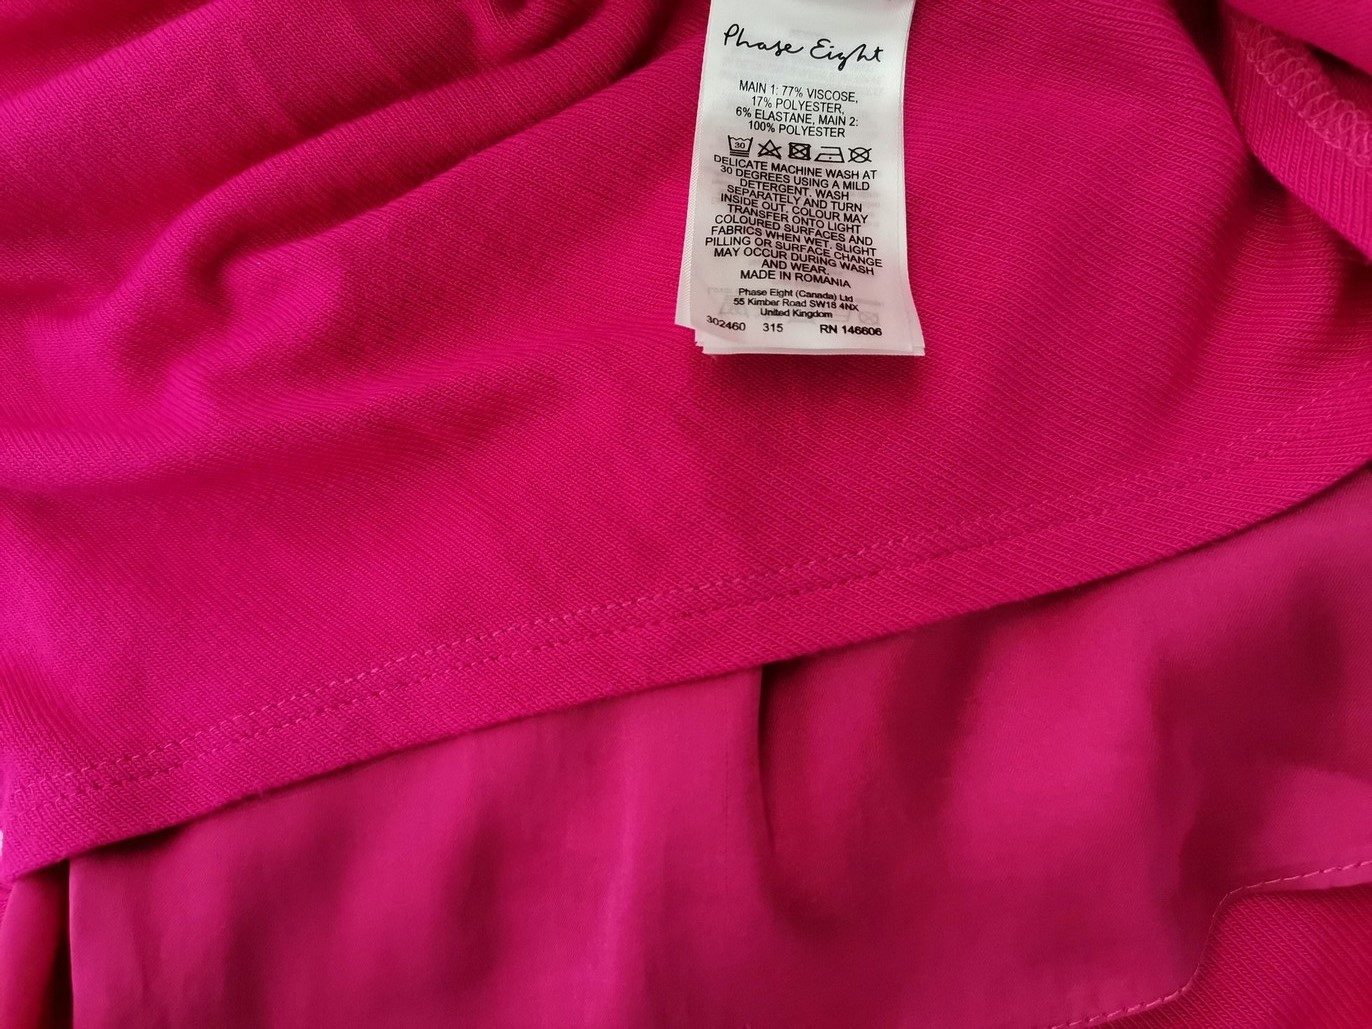 Phase Eight
MAIN 1: 77% VISCOSE,
17% POLYESTER,
6% ELASTANE, MAIN 2:
100% POLYESTER
30
DELICATE MACHINE WASH AT
30 DEGREES USING A MILD
DETERGENT. WASH
SEPARATELY AND TURN
INSIDE OUT. COLOUR MAY
TRANSFER ONTO LIGHT
COLOURED SURFACES AND
FABRICS WHEN WET. SLIGHT
PILLING OR SURFACE CHANGE
MAY OCCUR DURING WASH
AND WEAR.
MADE IN ROMANIA
Phase Eight (Canada) Ltd
55 Kimber Road SW18 4NX
United Kingdom
302460 315 RN 146606